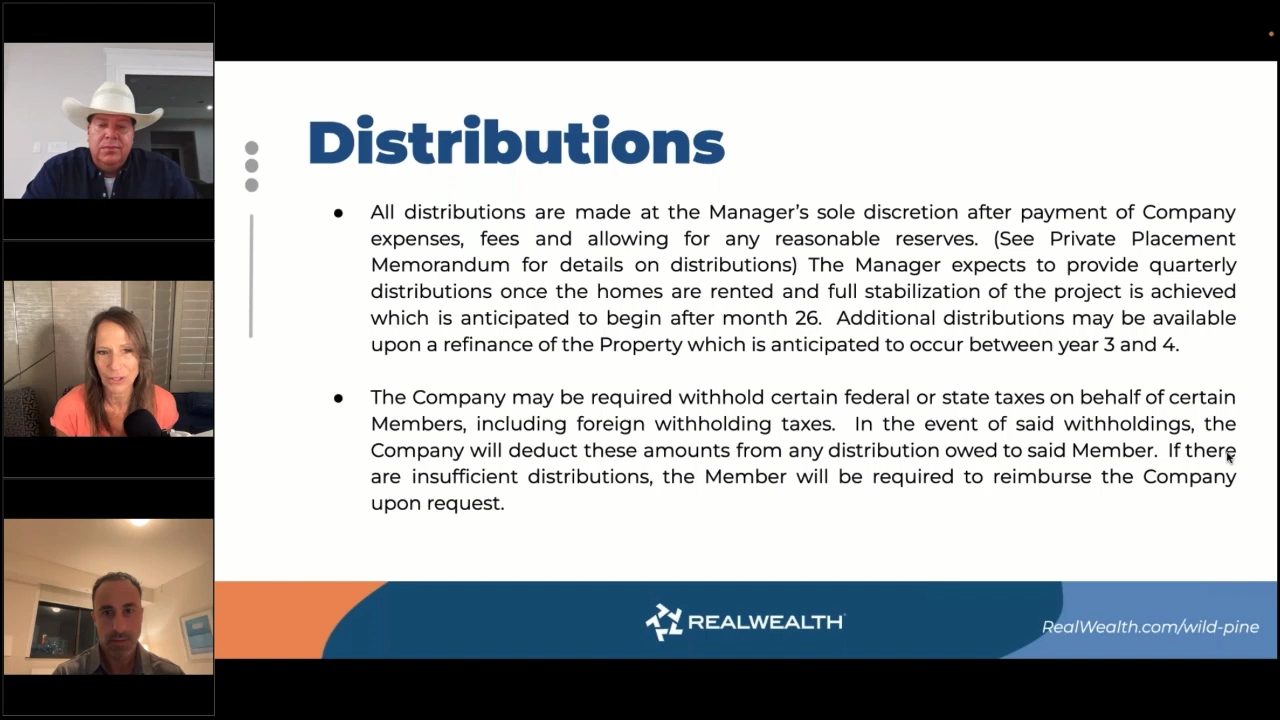 Distributions
● All distributions are made at the Manager's sole discretion after payment of Company
expenses, fees and allowing for any reasonable reserves. (See Private Placement
Memorandum for details on distributions) The Manager expects to provide quarterly
distributions once the homes are rented and full stabilization of the project is achieved
which is anticipated to begin after month 26. Additional distributions may be available
upon a refinance of the Property which is anticipated to occur between year 3 and 4.
● The Company may be required withhold certain federal or state taxes on behalf of certain
Members, including foreign withholding taxes. In the event of said withholdings, the
Company will deduct these amounts from any distribution owed to said Member. If there
are insufficient distributions, the Member will be required to reimburse the Company
upon request.
REALWEALTH
RealWealth.com/wild-pine